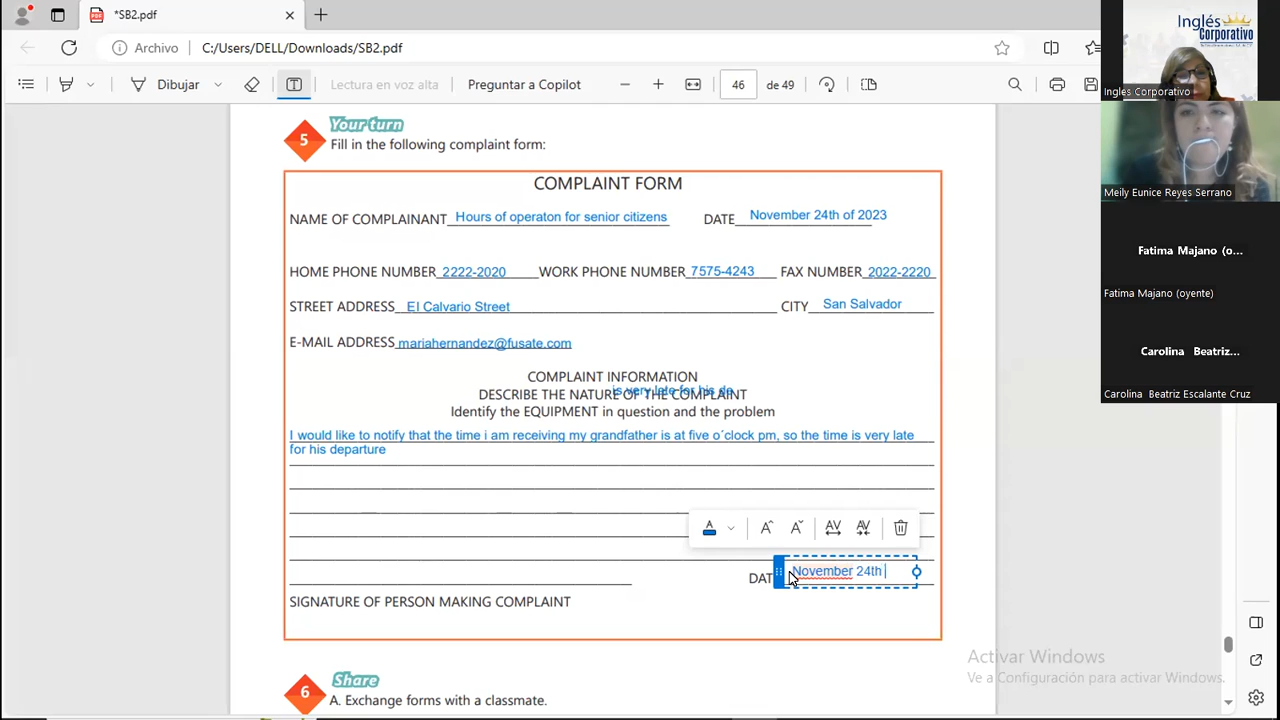 *SB2.pdf
Archivo
C:/Users/DELL/Downloads/SB2.pdf
Dibujar
Lectura en voz alta
Preguntar a Copilot
46
de 49
Inglés
Corporativo
Ingles Corporativo
Meily Eunice Reyes Serrano
Fatima Majano (o...
Fatima Majano (oyente)
Carolina Beatriz...
Carolina Beatriz Escalante Cruz
5
Your turn
Fill in the following complaint form:
COMPLAINT FORM
NAME OF COMPLAINANT Hours of operaton for senior citizens DATE November 24th of 2023
HOME PHONE NUMBER 2222-2020 WORK PHONE NUMBER 7575-4243 FAX NUMBER 2022-2220
STREET ADDRESS El Calvario Street CITY San Salvador
E-MAIL ADDRESS mariahernandez@fusate.com
COMPLAINT INFORMATION
is very late for his de
DESCRIBE THE NATURE OF THE COMPLAINT
Identify the EQUIPMENT in question and the problem
I would like to notify that the time i am receiving my grandfather is at five o´clock pm, so the time is very late
for his departure
DAT November 24th
SIGNATURE OF PERSON MAKING COMPLAINT
6
Share
A. Exchange forms with a classmate.
Activar Windows
Ve a Configuración para activar Windows.